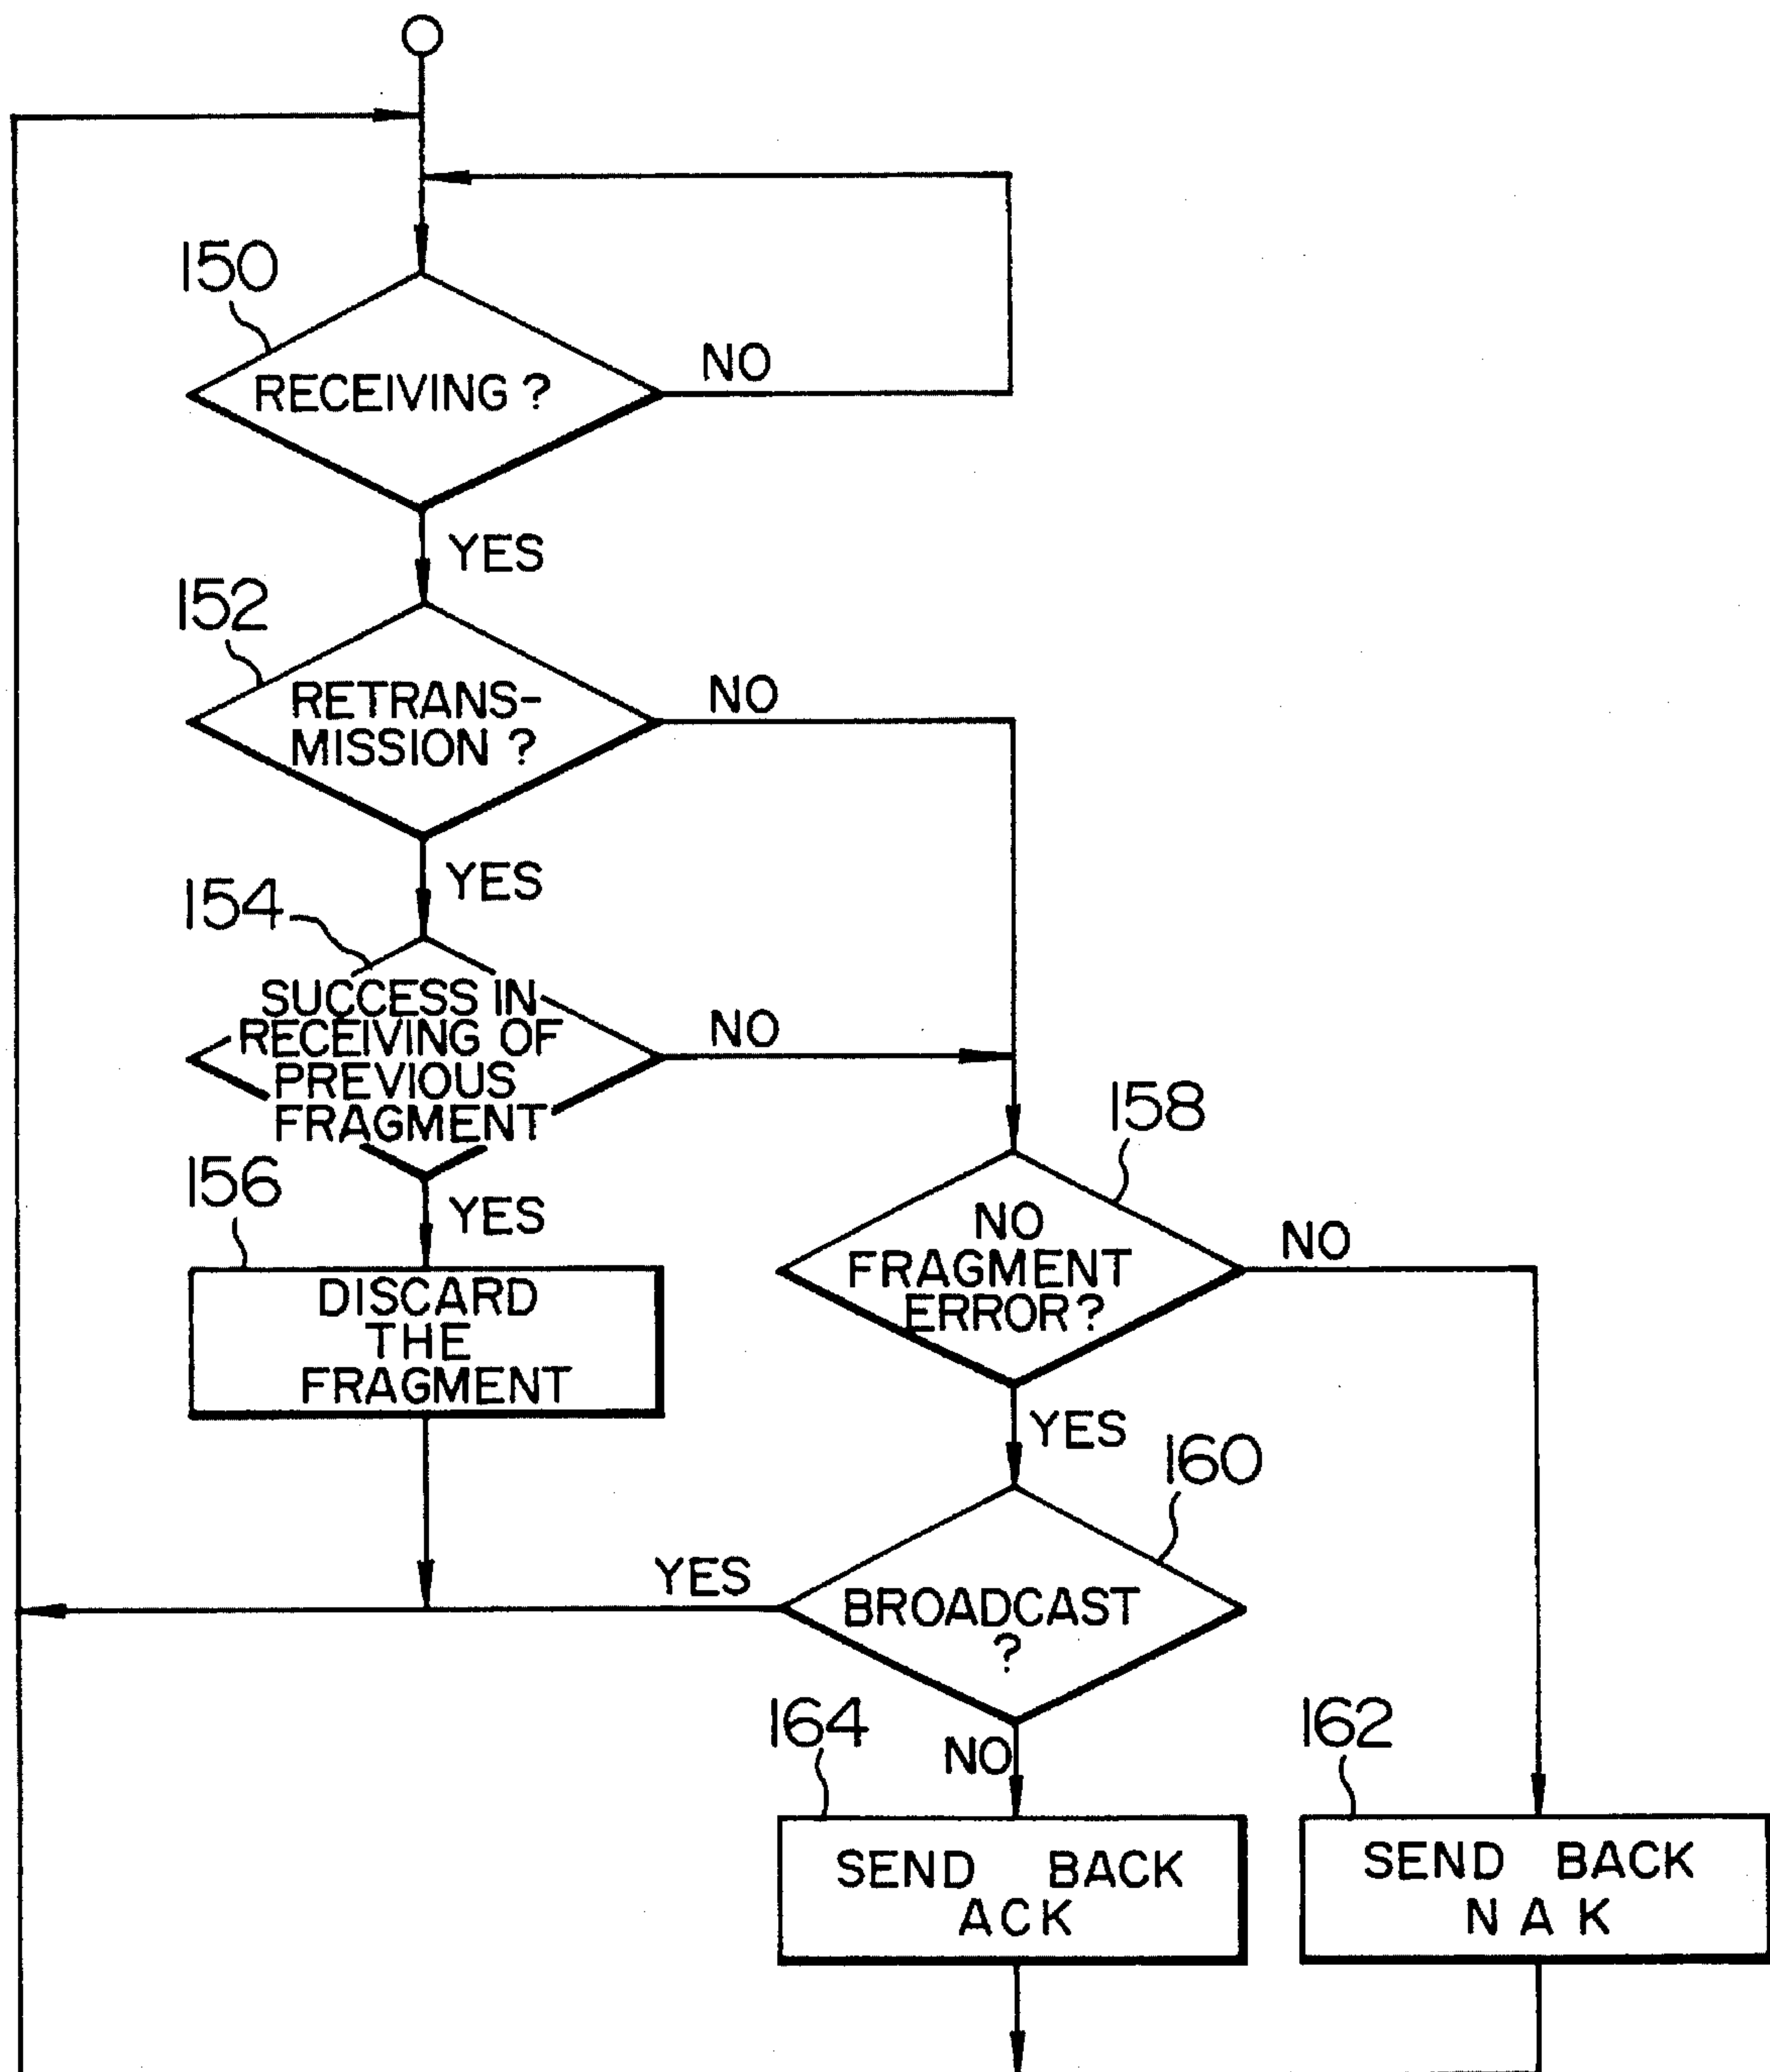 150
RECEIVING ?
NO
YES
152
RETRANS-
MISSION ?
NO
YES
154
SUCCESS IN
RECEIVING OF
PREVIOUS
FRAGMENT
NO
YES
156
DISCARD
THE
FRAGMENT
158
NO
FRAGMENT
ERROR ?
NO
YES
160
BROADCAST
?
YES
NO
164
SEND BACK
ACK
162
SEND BACK
NAK